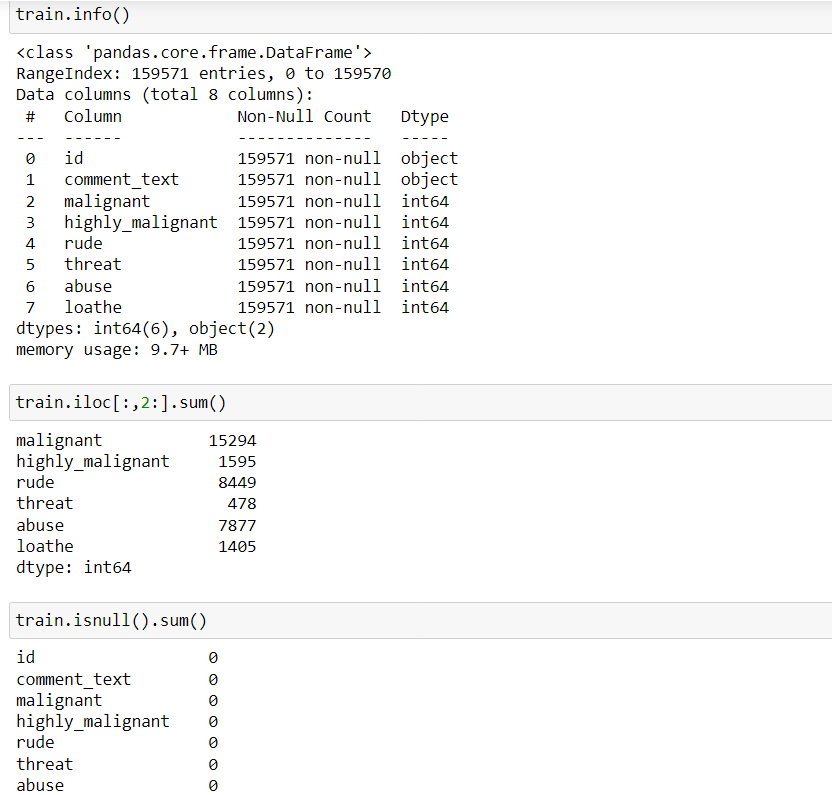 train.info()
<class 'pandas.core.frame.DataFrame'>
RangeIndex: 159571 entries, 0 to 159570
Data columns (total 8 columns):
 #   Column            Non-Null Count   Dtype
---  ------            --------------   -----
 0   id                159571 non-null  object
 1   comment_text      159571 non-null  object
 2   malignant         159571 non-null  int64
 3   highly_malignant  159571 non-null  int64
 4   rude              159571 non-null  int64
 5   threat            159571 non-null  int64
 6   abuse             159571 non-null  int64
 7   loathe            159571 non-null  int64
dtypes: int64(6), object(2)
memory usage: 9.7+ MB
train.iloc[:,2:].sum()
malignant           15294
highly_malignant     1595
rude                 8449
threat                478
abuse                7877
loathe               1405
dtype: int64
train.isnull().sum()
id                  0
comment_text        0
malignant           0
highly_malignant    0
rude                0
threat              0
abuse               0